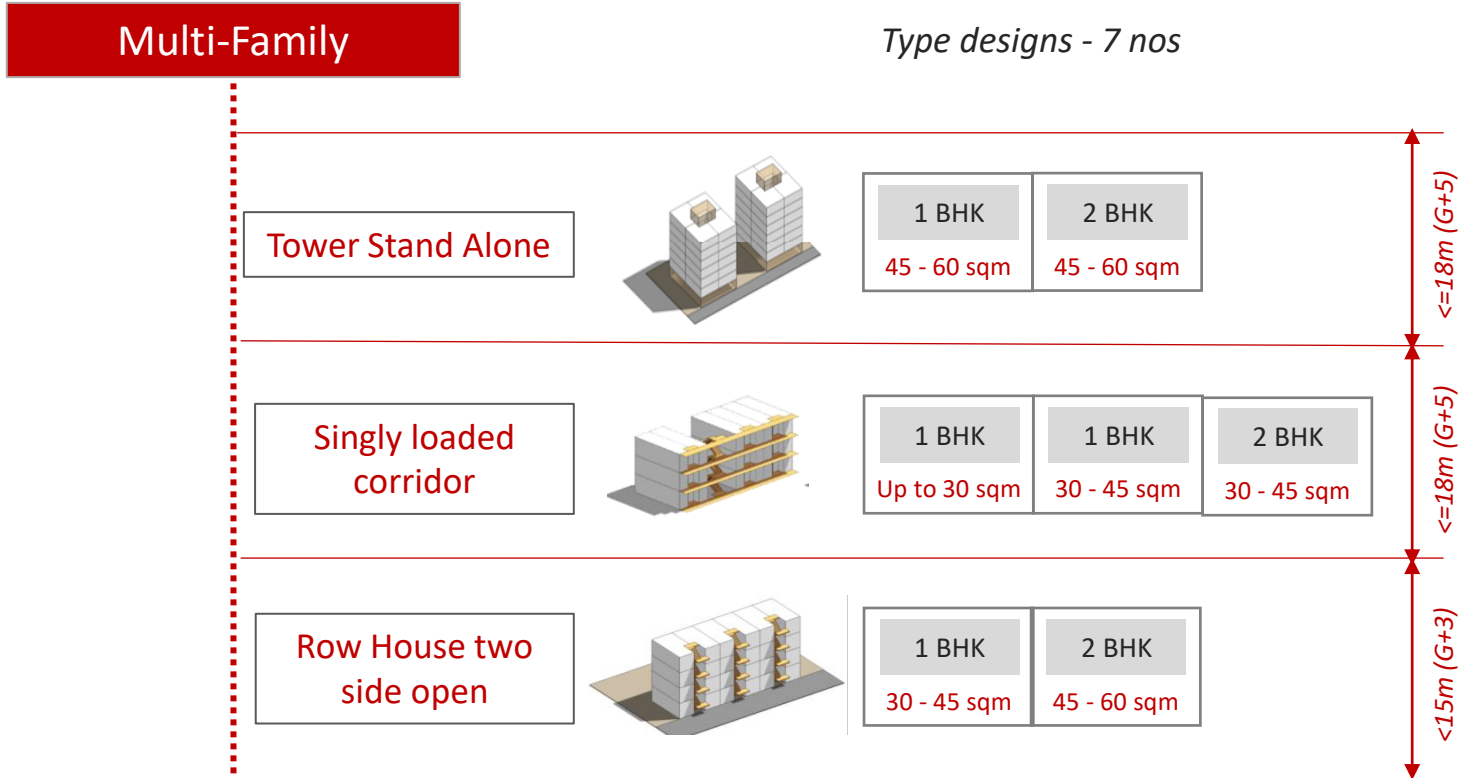 Multi-Family
Type designs - 7 nos
Tower Stand Alone
1 BHK
45 - 60 sqm
2 BHK
45 - 60 sqm
<=18m (G+5)
Singly loaded
corridor
1 BHK
Up to 30 sqm
1 BHK
30 - 45 sqm
2 BHK
30 - 45 sqm
<=18m (G+5)
Row House two
side open
1 BHK
30 - 45 sqm
2 BHK
45 - 60 sqm
<15m (G+3)